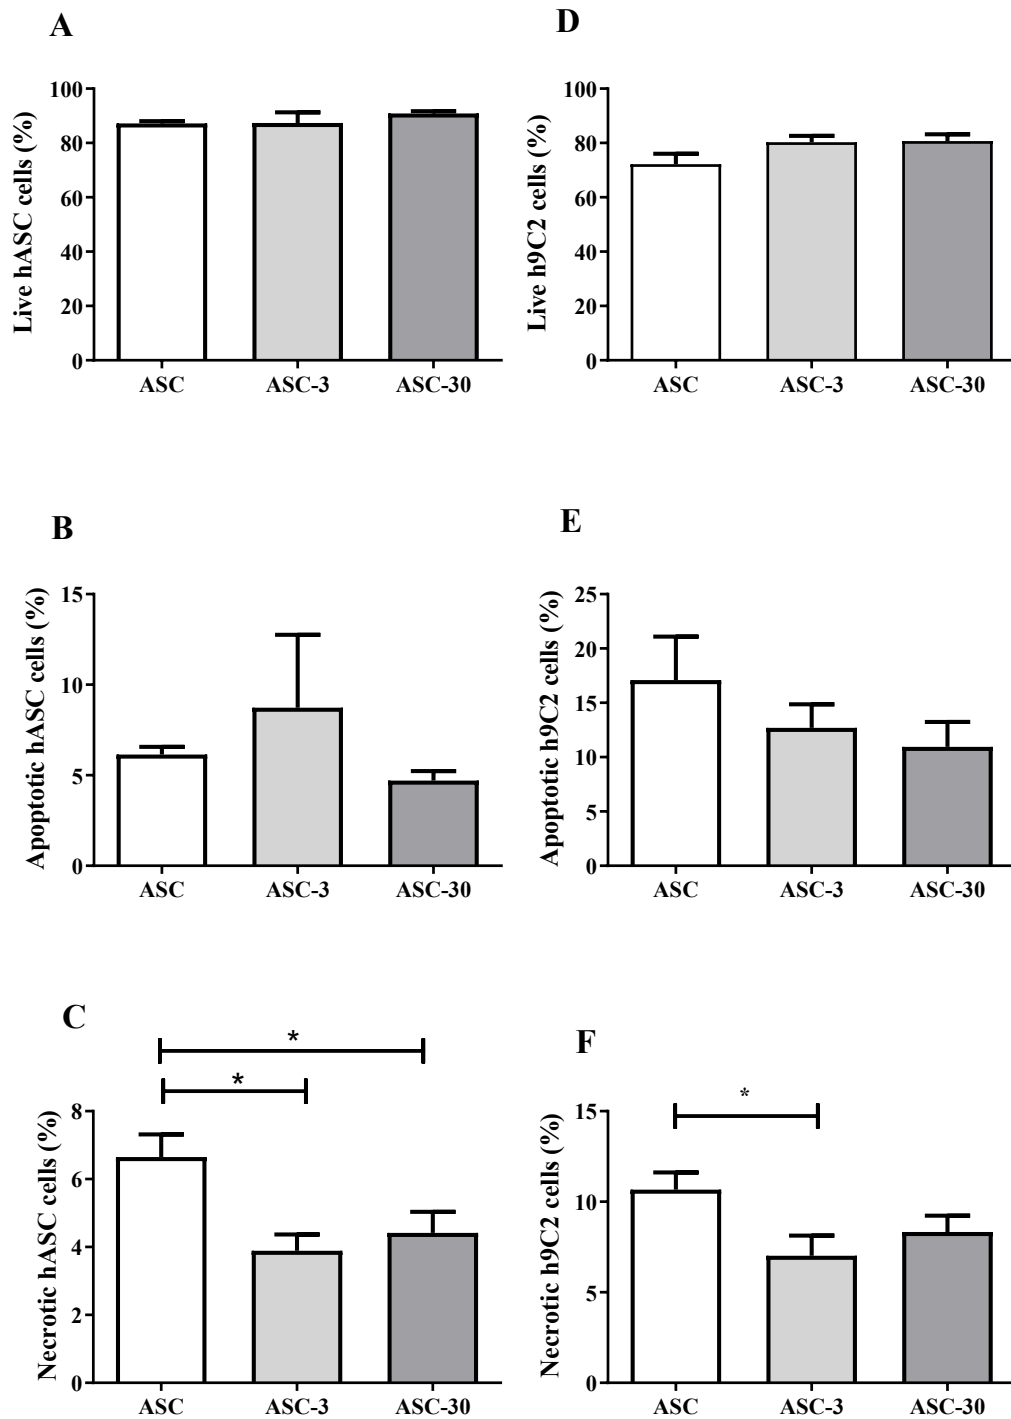 A
Live hASC cells (%)
100
80
60
40
20
0
ASC ASC-3 ASC-30
D
Live h9C2 cells (%)
100
80
60
40
20
0
ASC ASC-3 ASC-30
B
Apoptotic hASC cells (%)
15
10
5
0
ASC ASC-3 ASC-30
E
Apoptotic h9C2 cells (%)
25
20
15
10
5
0
ASC ASC-3 ASC-30
C
*
*
Necrotic hASC cells (%)
8
6
4
2
0
ASC ASC-3 ASC-30
F
*
Necrotic h9C2 cells (%)
15
10
5
0
ASC ASC-3 ASC-30